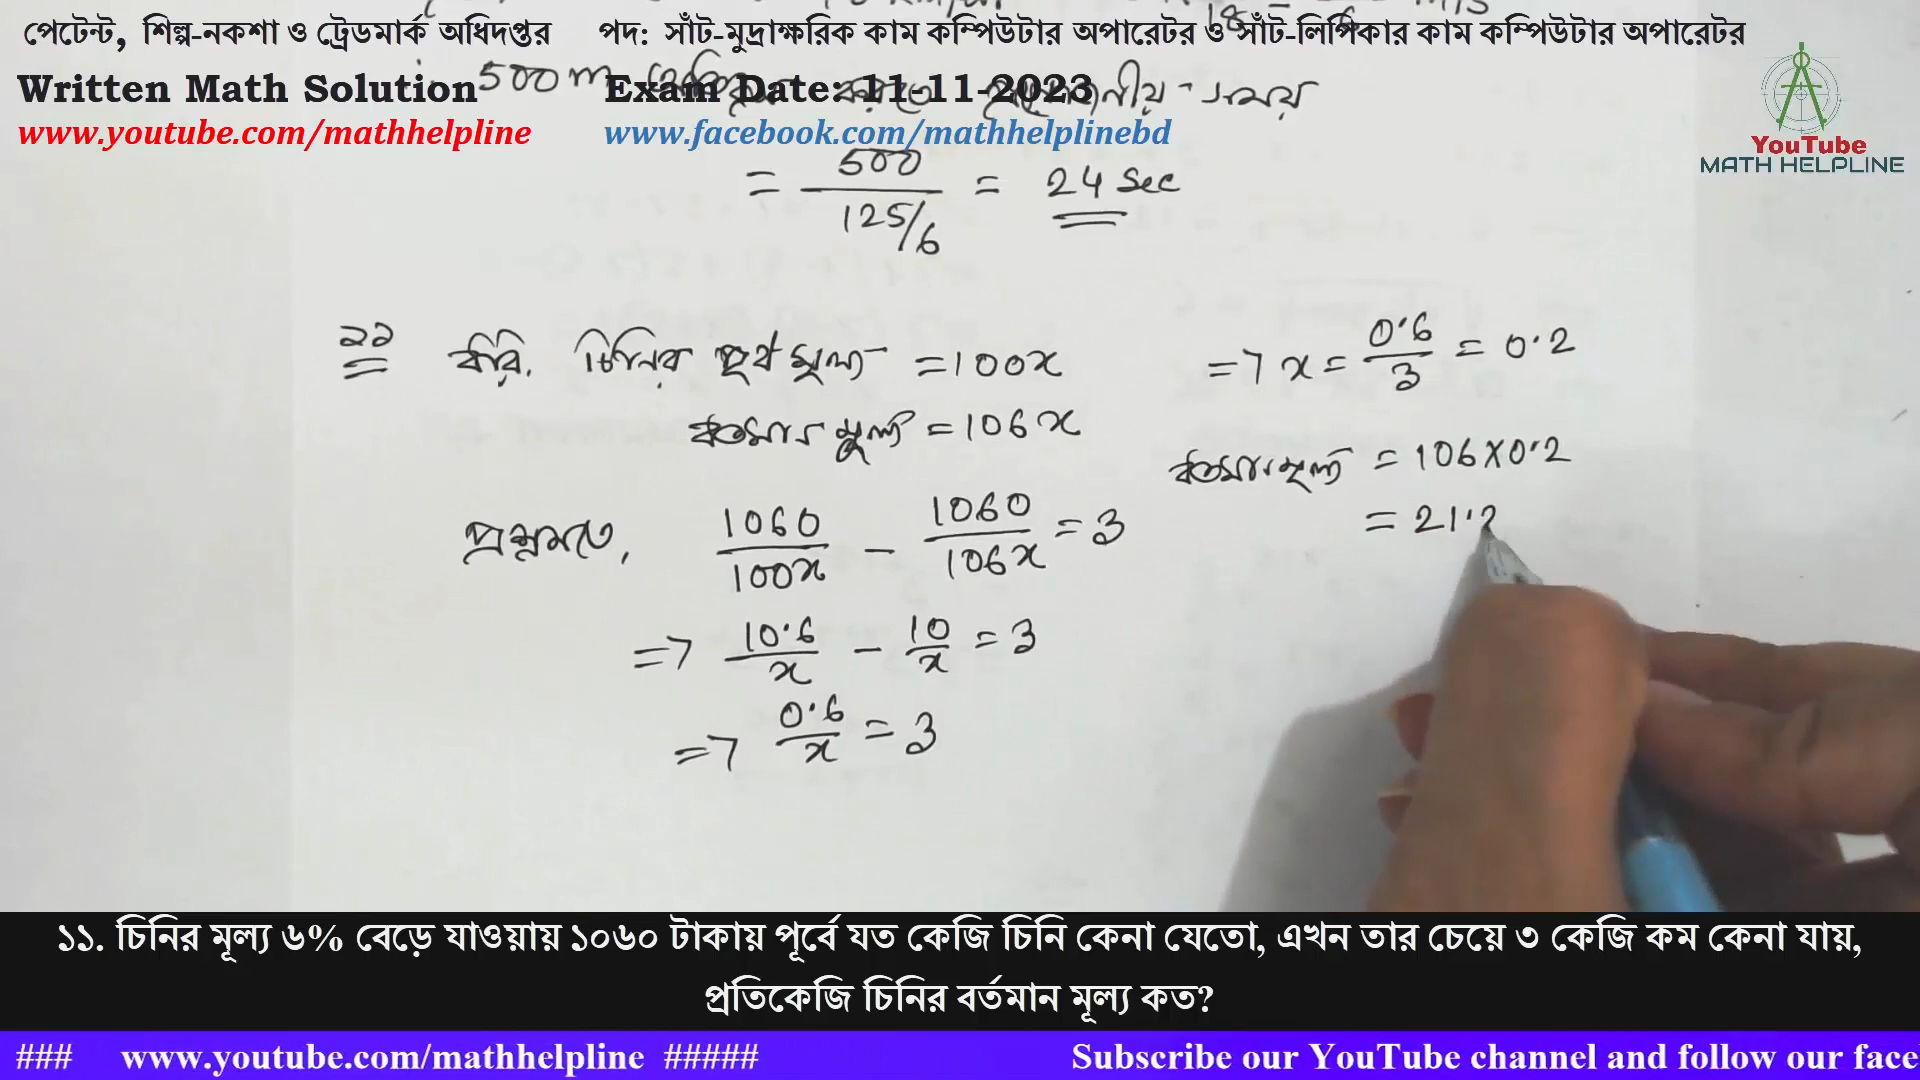 পেটেন্ট, শিল্প-নকশা ও ট্রেডমার্ক অধিদপ্তর পদ: সাঁট-মুদ্রাক্ষরিক কাম কম্পিউটার অপারেটর ও সাঁট-লিপিকার কাম কম্পিউটার অপারেটর
Written Math Solution Exam Date: 11-11-2023
500 m সময়
www.youtube.com/mathhelpline www.facebook.com/mathhelplinebd
YouTube
MATH HELPLINE
= 500 / 125/6 = 24 Sec
১১ ধরি, চিনির পূর্ব মূল্য = 100x
বর্তমান মূল্য = 106x
প্রশ্নমতে, 1060/100x - 1060/106x = 3
=> 10.6/x - 10/x = 3
=> 0.6/x = 3
=> x = 0.6/3 = 0.2
বর্তমান মূল্য = 106 x 0.2
= 21.2
১১. চিনির মূল্য ৬% বেড়ে যাওয়ায় ১০৬০ টাকায় পূর্বে যত কেজি চিনি কেনা যেতো, এখন তার চেয়ে ৩ কেজি কম কেনা যায়,
প্রতিকেজি চিনির বর্তমান মূল্য কত?
### www.youtube.com/mathhelpline ##### Subscribe our YouTube channel and follow our face